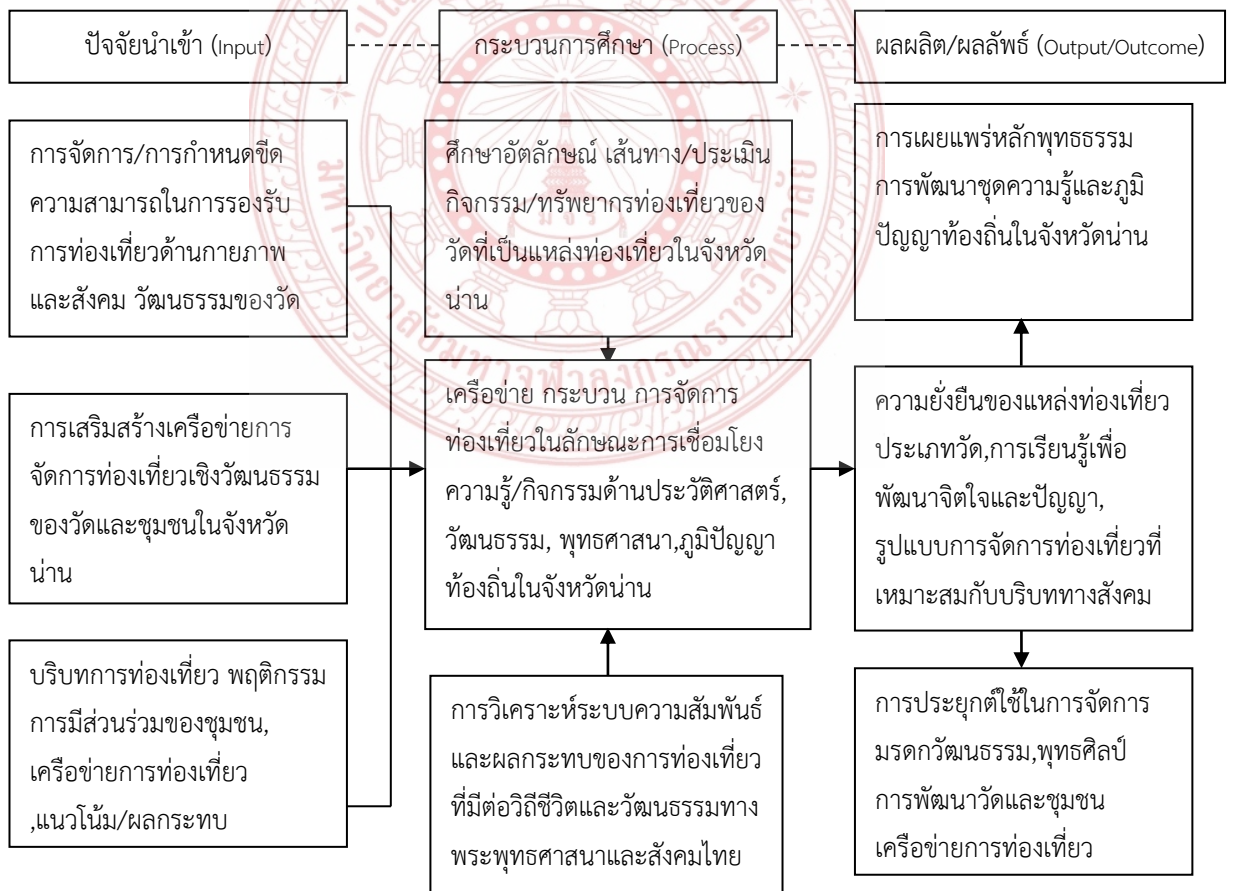 ปัจจัยนำเข้า (Input)
กระบวนการศึกษา (Process)
ผลผลิต/ผลลัพธ์ (Output/Outcome)
การจัดการ/การกำหนดขีด
ความสามารถในการรองรับ
การท่องเที่ยวด้านกายภาพ
และสังคม วัฒนธรรมของวัด
การเสริมสร้างเครือข่ายการ
จัดการท่องเที่ยวเชิงวัฒนธรรม
ของวัดและชุมชนในจังหวัด
น่าน
บริบทการท่องเที่ยว พฤติกรรม
การมีส่วนร่วมของชุมชน,
เครือข่ายการท่องเที่ยว
,แนวโน้ม/ผลกระทบ
ศึกษาอัตลักษณ์ เส้นทาง/ประเมิน
กิจกรรม/ทรัพยากรท่องเที่ยวของ
วัดที่เป็นแหล่งท่องเที่ยวในจังหวัด
น่าน
เครือข่าย กระบวน การจัดการ
ท่องเที่ยวในลักษณะการเชื่อมโยง
ความรู้/กิจกรรมด้านประวัติศาสตร์,
วัฒนธรรม, พุทธศาสนา,ภูมิปัญญา
ท้องถิ่นในจังหวัดน่าน
การวิเคราะห์ระบบความสัมพันธ์
และผลกระทบของการท่องเที่ยว
ที่มีต่อวิถีชีวิตและวัฒนธรรมทาง
พระพุทธศาสนาและสังคมไทย
การเผยแพร่หลักพุทธธรรม
การพัฒนาชุดความรู้และภูมิ
ปัญญาท้องถิ่นในจังหวัดน่าน
ความยั่งยืนของแหล่งท่องเที่ยว
ประเภทวัด,การเรียนรู้เพื่อ
พัฒนาจิตใจและปัญญา,
รูปแบบการจัดการท่องเที่ยวที่
เหมาะสมกับบริบททางสังคม
การประยุกต์ใช้ในการจัดการ
มรดกวัฒนธรรม,พุทธศิลป์
การพัฒนาวัดและชุมชน
เครือข่ายการท่องเที่ยว
มหาวิทยาลัยมหาจุฬาลงกรณราชวิทยาลัย